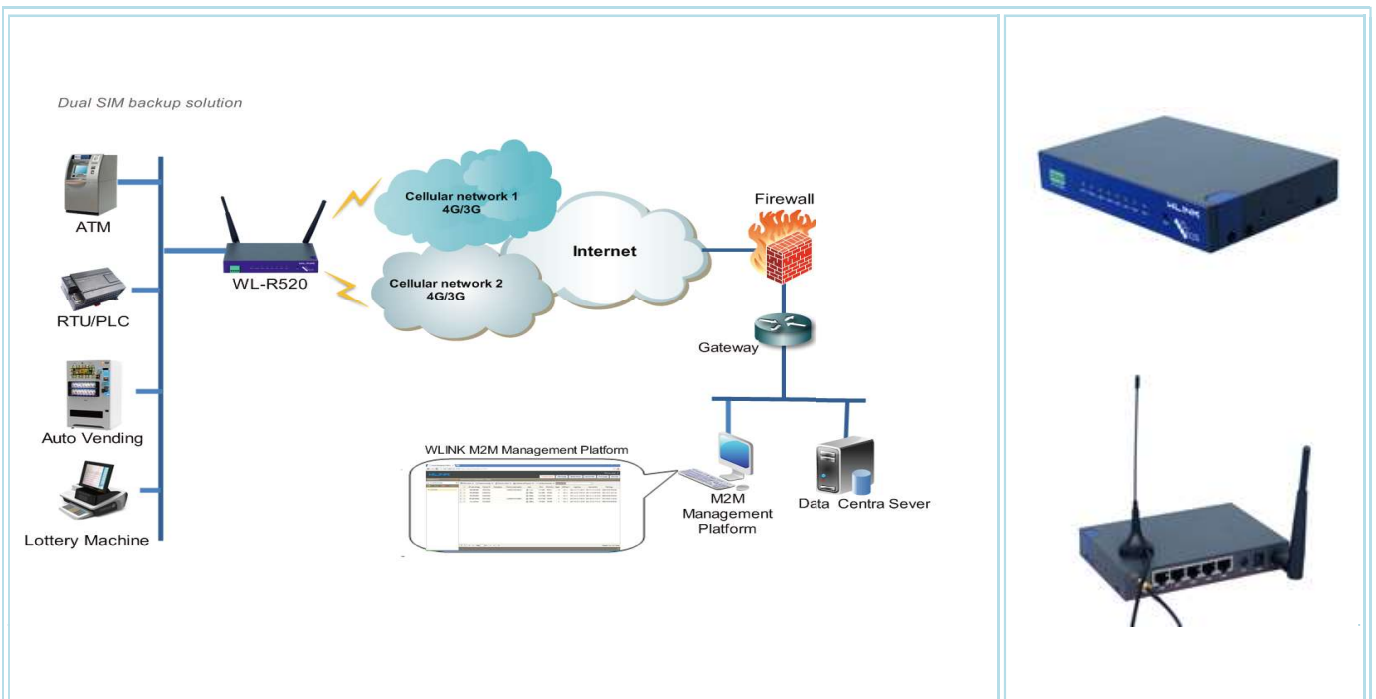 Dual SIM backup solution
ATM
RTU/PLC
Auto Vending
Lottery Machine
WL-R520
Cellular network 1
4G/3G
Cellular network 2
4G/3G
Internet
Firewall
Gateway
WLINK M2M Management Platform
M2M
Management
Platform
Data Centra Sever
WLINK